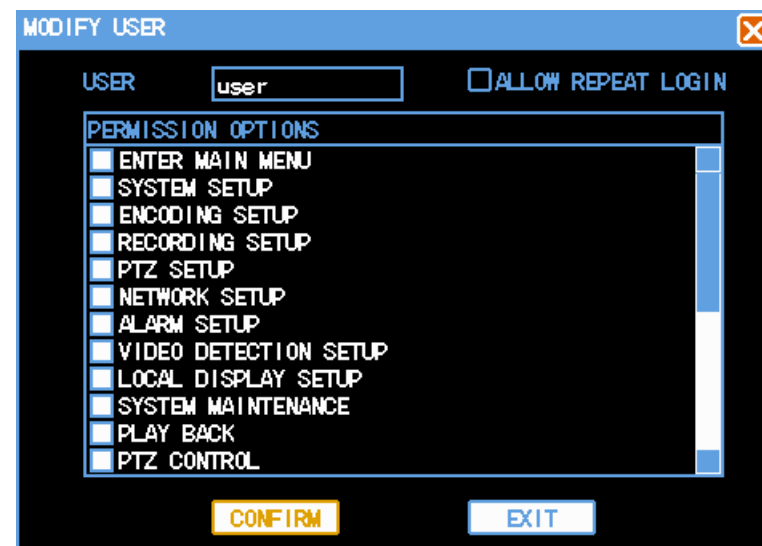 MODIFY USER
USER user ALLOW REPEAT LOGIN
PERMISSION OPTIONS
ENTER MAIN MENU
SYSTEM SETUP
ENCODING SETUP
RECORDING SETUP
PTZ SETUP
NETWORK SETUP
ALARM SETUP
VIDEO DETECTION SETUP
LOCAL DISPLAY SETUP
SYSTEM MAINTENANCE
PLAY BACK
PTZ CONTROL
CONFIRM EXIT